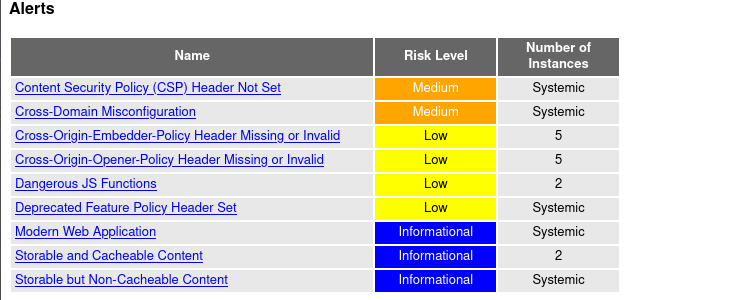 Alerts
Name Risk Level Number of
Instances
Content Security Policy (CSP) Header Not Set Medium Systemic
Cross-Domain Misconfiguration Medium Systemic
Cross-Origin-Embedder-Policy Header Missing or Invalid Low 5
Cross-Origin-Opener-Policy Header Missing or Invalid Low 5
Dangerous JS Functions Low 2
Deprecated Feature Policy Header Set Low Systemic
Modern Web Application Informational Systemic
Storable and Cacheable Content Informational 2
Storable but Non-Cacheable Content Informational Systemic